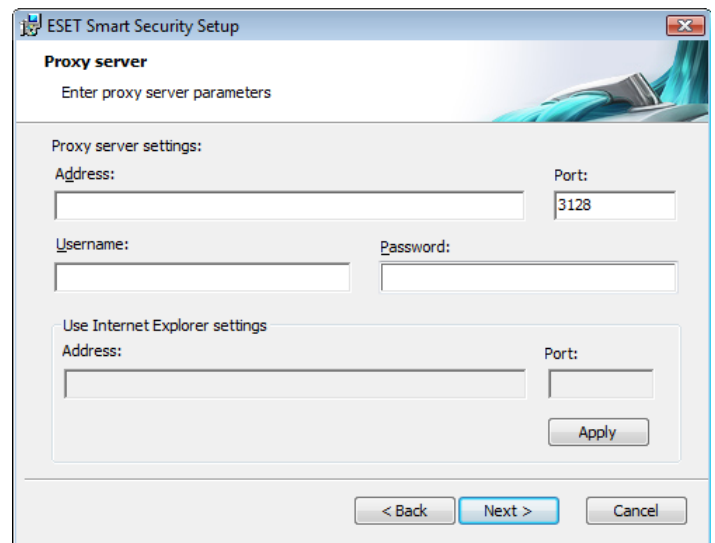 ESET Smart Security Setup
Proxy server
Enter proxy server parameters
Proxy server settings:
Address: Port:
3128
Username: Password:
Use Internet Explorer settings
Address: Port:
Apply
< Back Next > Cancel